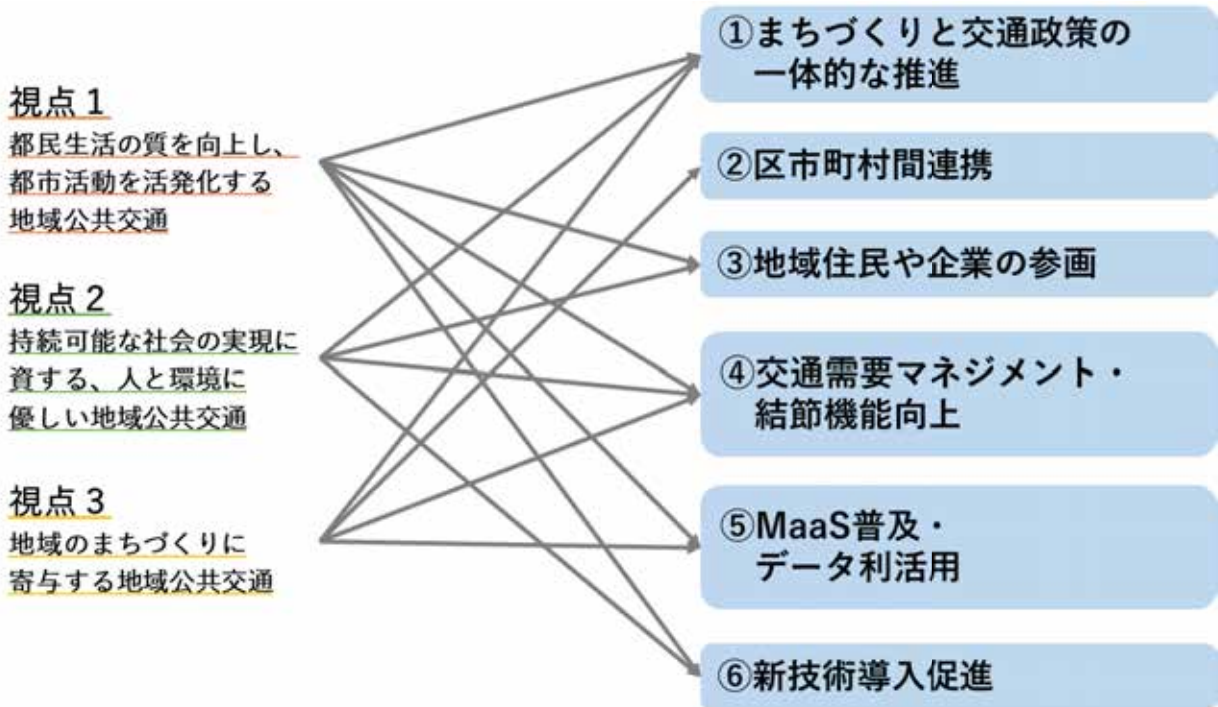 視点1
都民生活の質を向上し、
都市活動を活発化する
地域公共交通
視点2
持続可能な社会の実現に
資する、人と環境に
優しい地域公共交通
視点3
地域のまちづくりに
寄与する地域公共交通
①まちづくりと交通政策の
一体的な推進
②区市町村間連携
③地域住民や企業の参画
④交通需要マネジメント・
結節機能向上
⑤MaaS普及・
データ利活用
⑥新技術導入促進